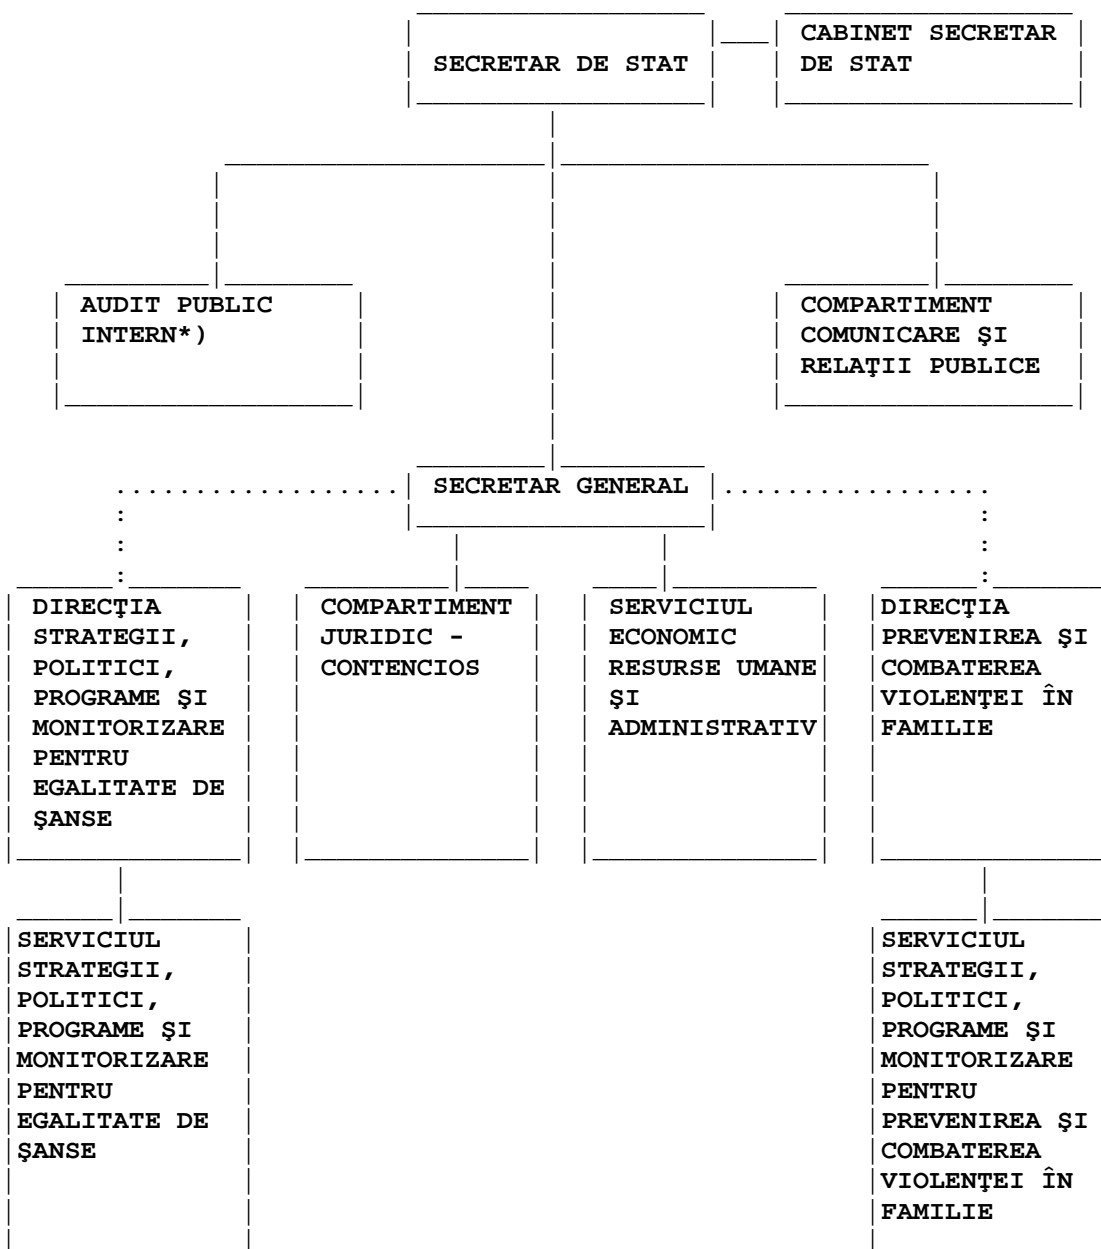 SECRETAR DE STAT
CABINET SECRETAR
DE STAT
AUDIT PUBLIC
INTERN*)
COMPARTIMENT
COMUNICARE ŞI
RELAŢII PUBLICE
SECRETAR GENERAL
DIRECŢIA
STRATEGII,
POLITICI,
PROGRAME ŞI
MONITORIZARE
PENTRU
EGALITATE DE
ŞANSE
COMPARTIMENT
JURIDIC -
CONTENCIOS
SERVICIUL
ECONOMIC
RESURSE UMANE
ŞI
ADMINISTRATIV
DIRECŢIA
PREVENIREA ŞI
COMBATEREA
VIOLENŢEI ÎN
FAMILIE
SERVICIUL
STRATEGII,
POLITICI,
PROGRAME ŞI
MONITORIZARE
PENTRU
EGALITATE DE
ŞANSE
SERVICIUL
STRATEGII,
POLITICI,
PROGRAME ŞI
MONITORIZARE
PENTRU
PREVENIREA ŞI
COMBATEREA
VIOLENŢEI ÎN
FAMILIE